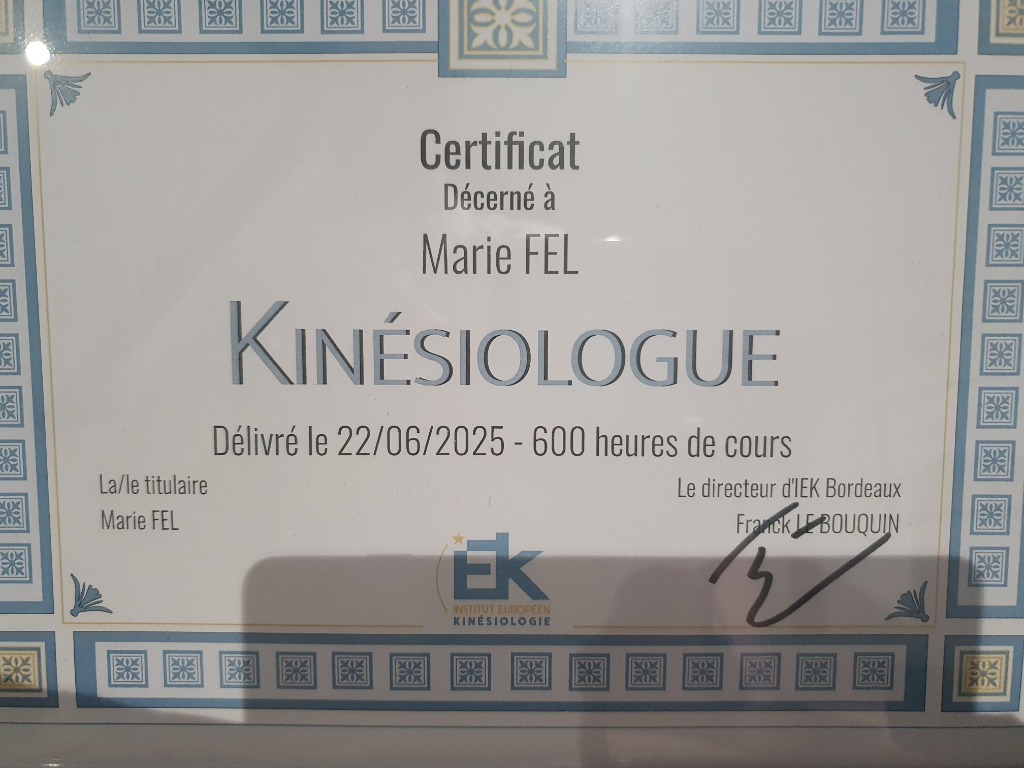 Certificat
Décerné à
Marie FEL
KINÉSIOLOGUE
Délivré le 22/06/2025 - 600 heures de cours
La/le titulaire
Marie FEL
Le directeur d'IEK Bordeaux
Franck LE BOUQUIN
IEK
INSTITUT EUROPÉEN
KINÉSIOLOGIE